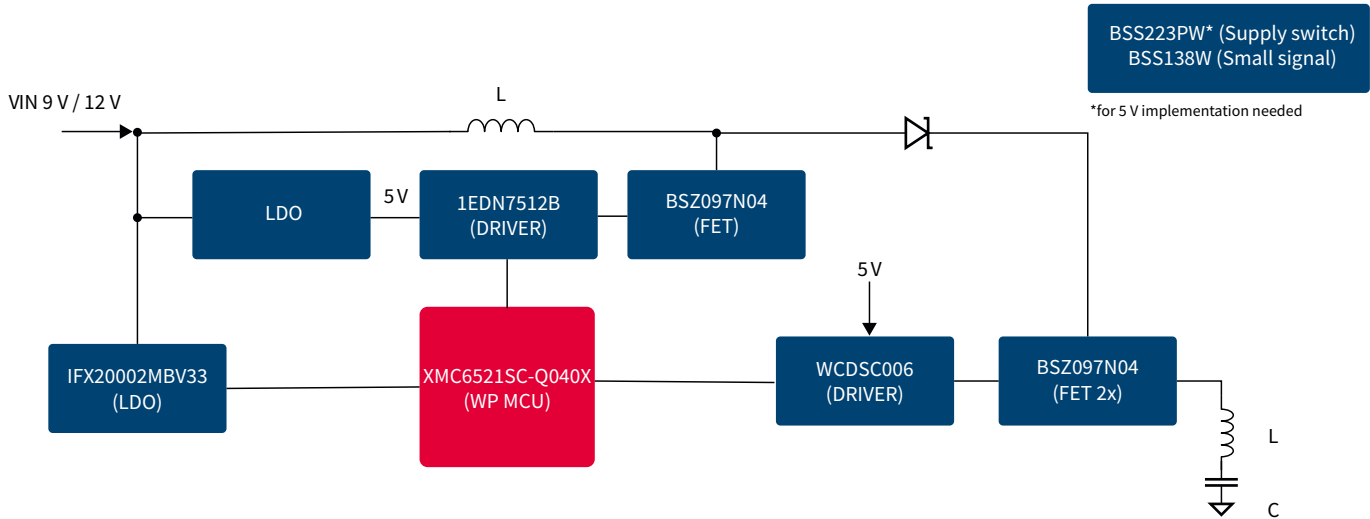 BSS223PW* (Supply switch)
BSS138W (Small signal)
*for 5 V implementation needed
VIN 9 V / 12 V
L
LDO
5 V
1EDN7512B
(DRIVER)
BSZ097N04
(FET)
5 V
IFX20002MBV33
(LDO)
XMC6521SC-Q040X
(WP MCU)
WCDSC006
(DRIVER)
BSZ097N04
(FET 2x)
L
C